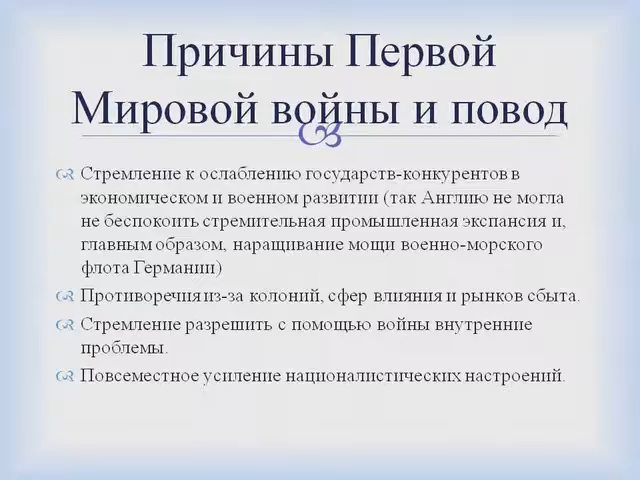 Причины Первой
Мировой войны и повод
Стремление к ослаблению государств-конкурентов в
экономическом и военном развитии (так Англию не могла
не беспокоить стремительная промышленная экспансия и,
главным образом, наращивание мощи военно-морского
флота Германии)
Противоречия из-за колоний, сфер влияния и рынков сбыта.
Стремление разрешить с помощью войны внутренние
проблемы.
Повсеместное усиление националистических настроений.